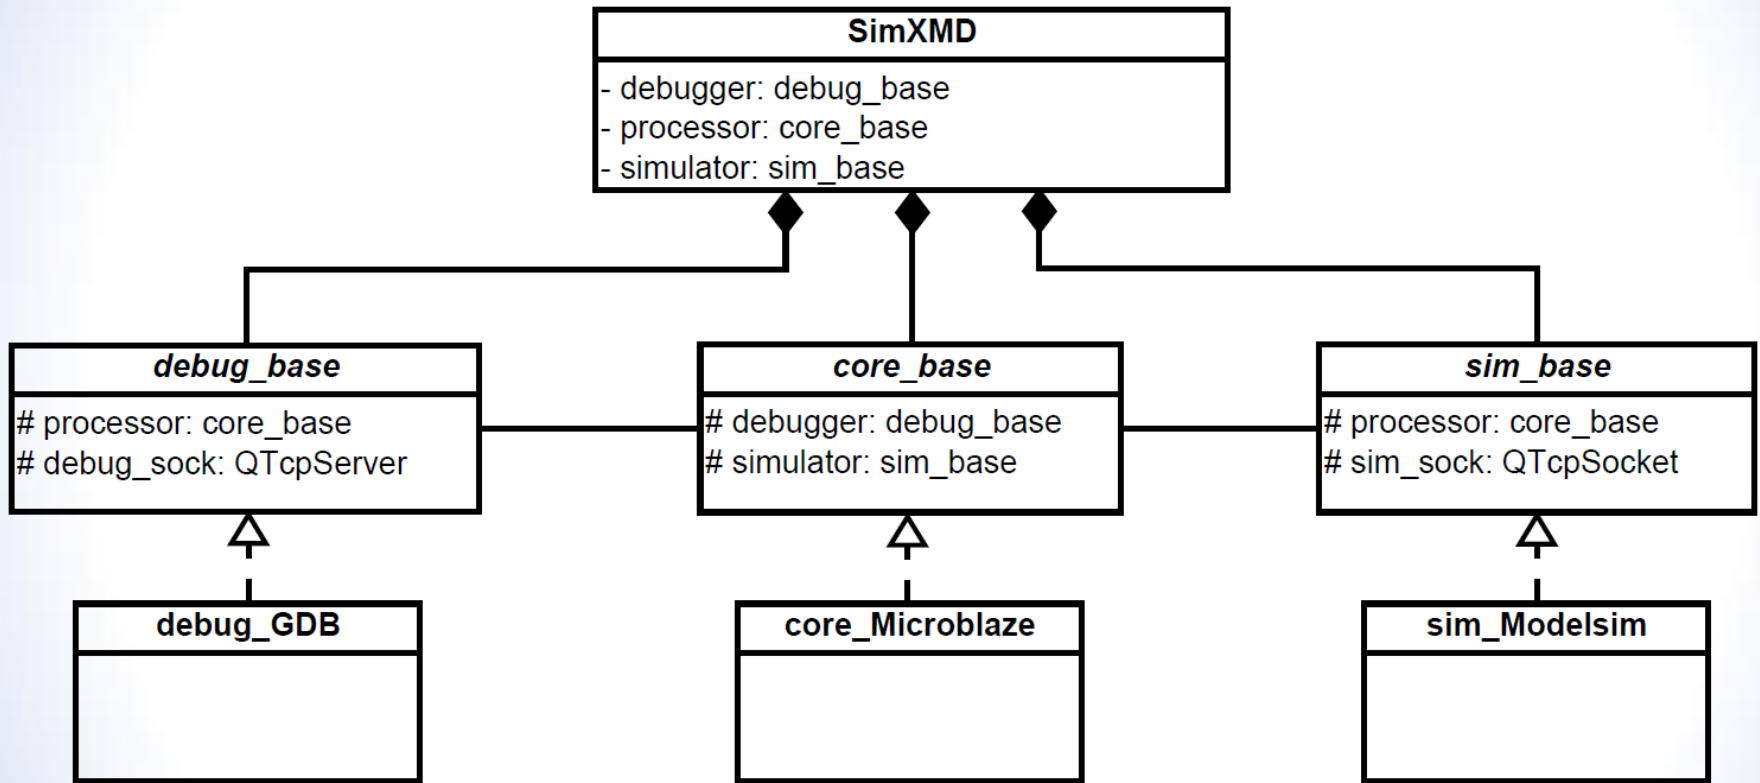 SimXMD
- debugger: debug_base
- processor: core_base
- simulator: sim_base
debug_base
# processor: core_base
# debug_sock: QTcpServer
core_base
# debugger: debug_base
# simulator: sim_base
sim_base
# processor: core_base
# sim_sock: QTcpSocket
debug_GDB
core_Microblaze
sim_Modelsim